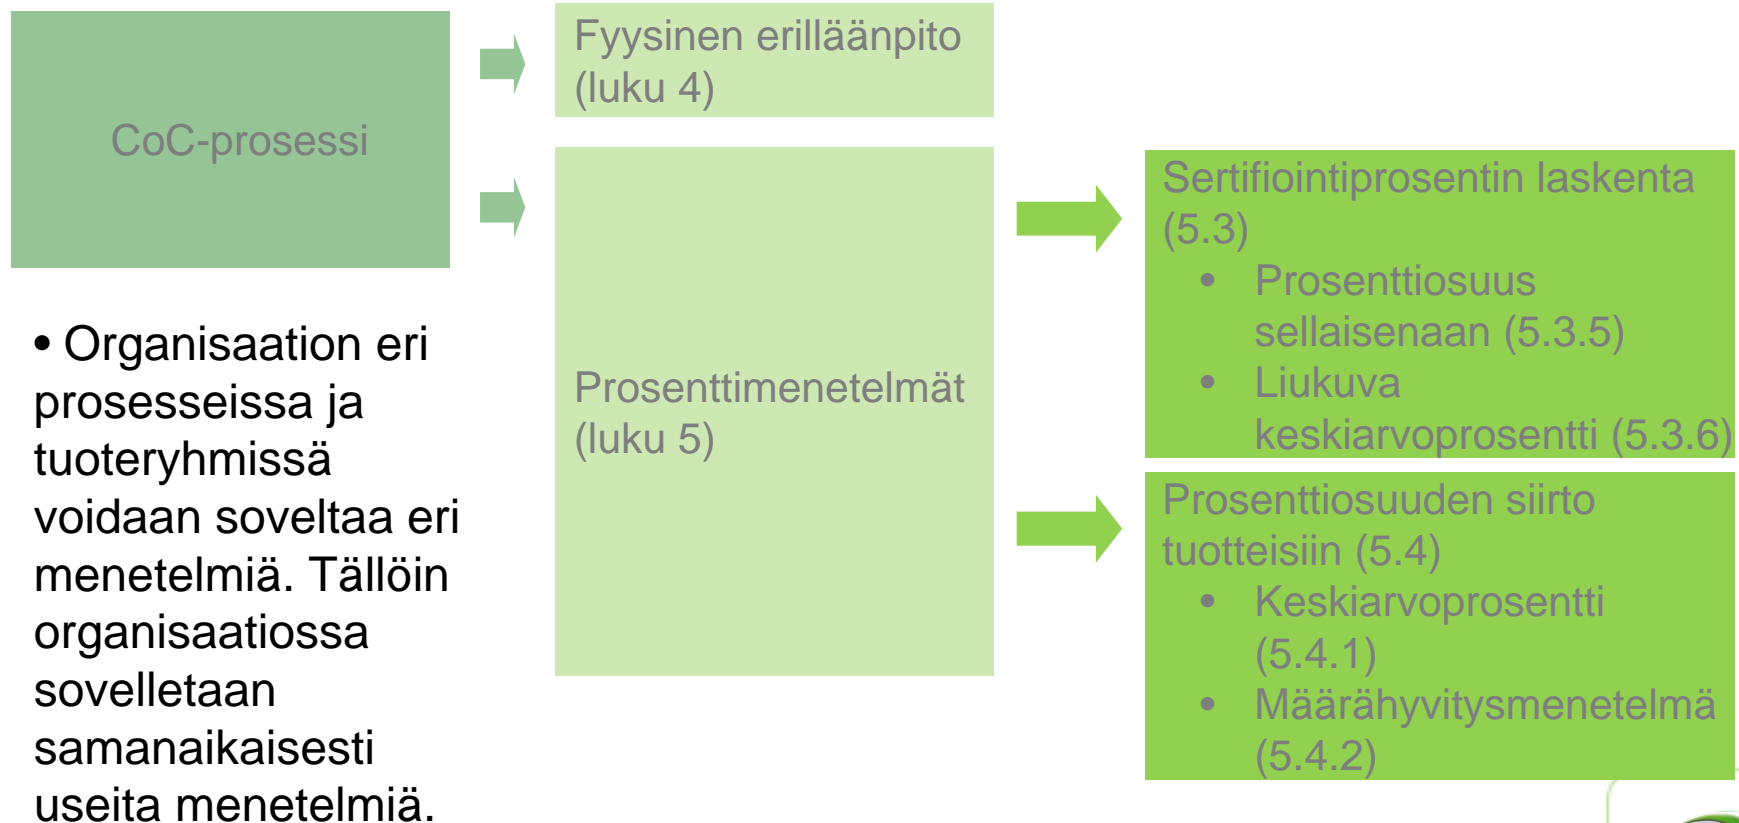 CoC-prosessi
Fyysinen erilläänpito
(luku 4)
Prosenttimenetelmät
(luku 5)
Sertifiointiprosentin laskenta
(5.3)
• Prosenttiosuus
sellaisenaan (5.3.5)
• Liukuva
keskiarvoprosentti (5.3.6)
Prosenttiosuuden siirto
tuotteisiin (5.4)
• Keskiarvoprosentti
(5.4.1)
• Määrähyvitysmenetelmä
(5.4.2)
• Organisaation eri
prosesseissa ja
tuoteryhmissä
voidaan soveltaa eri
menetelmiä. Tällöin
organisaatiossa
sovelletaan
samanaikaisesti
useita menetelmiä.